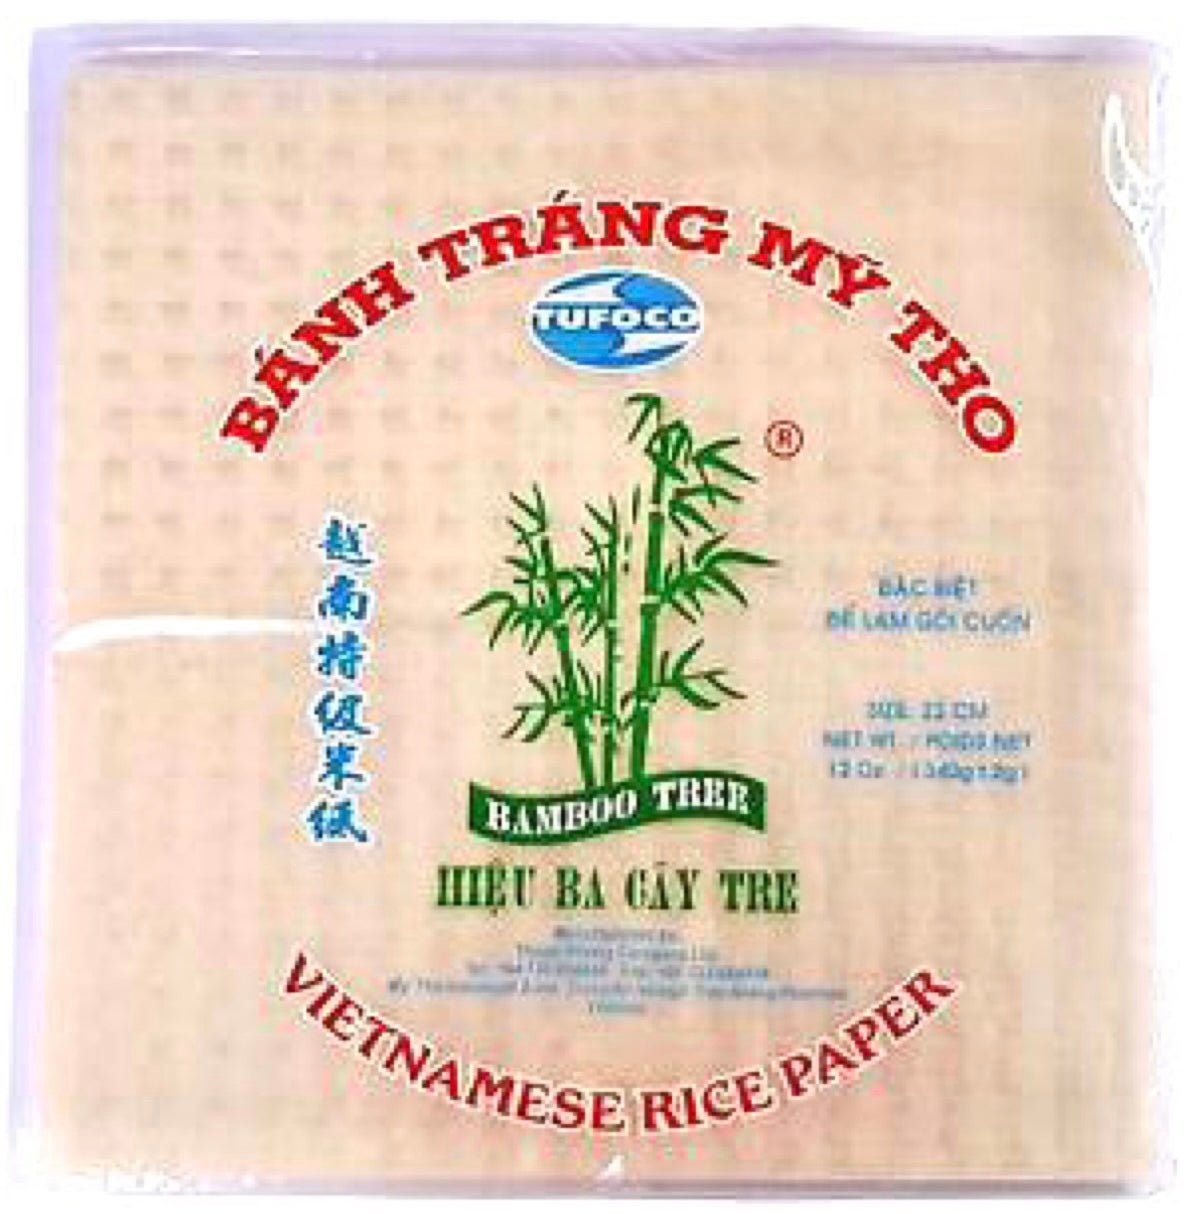 BÁNH TRÁNG MỸ THO
TUFOCO
®
越南特级米纸
ĐẶC BIỆT
ĐỂ LÀM GỎI CUỐN
SIZE: 22 CM
NET WT. / POIDS NET
12 Oz. / (340g
BAMBOO TREE
HIỆU BA CÂY TRE
VIETNAMESE RICE PAPER